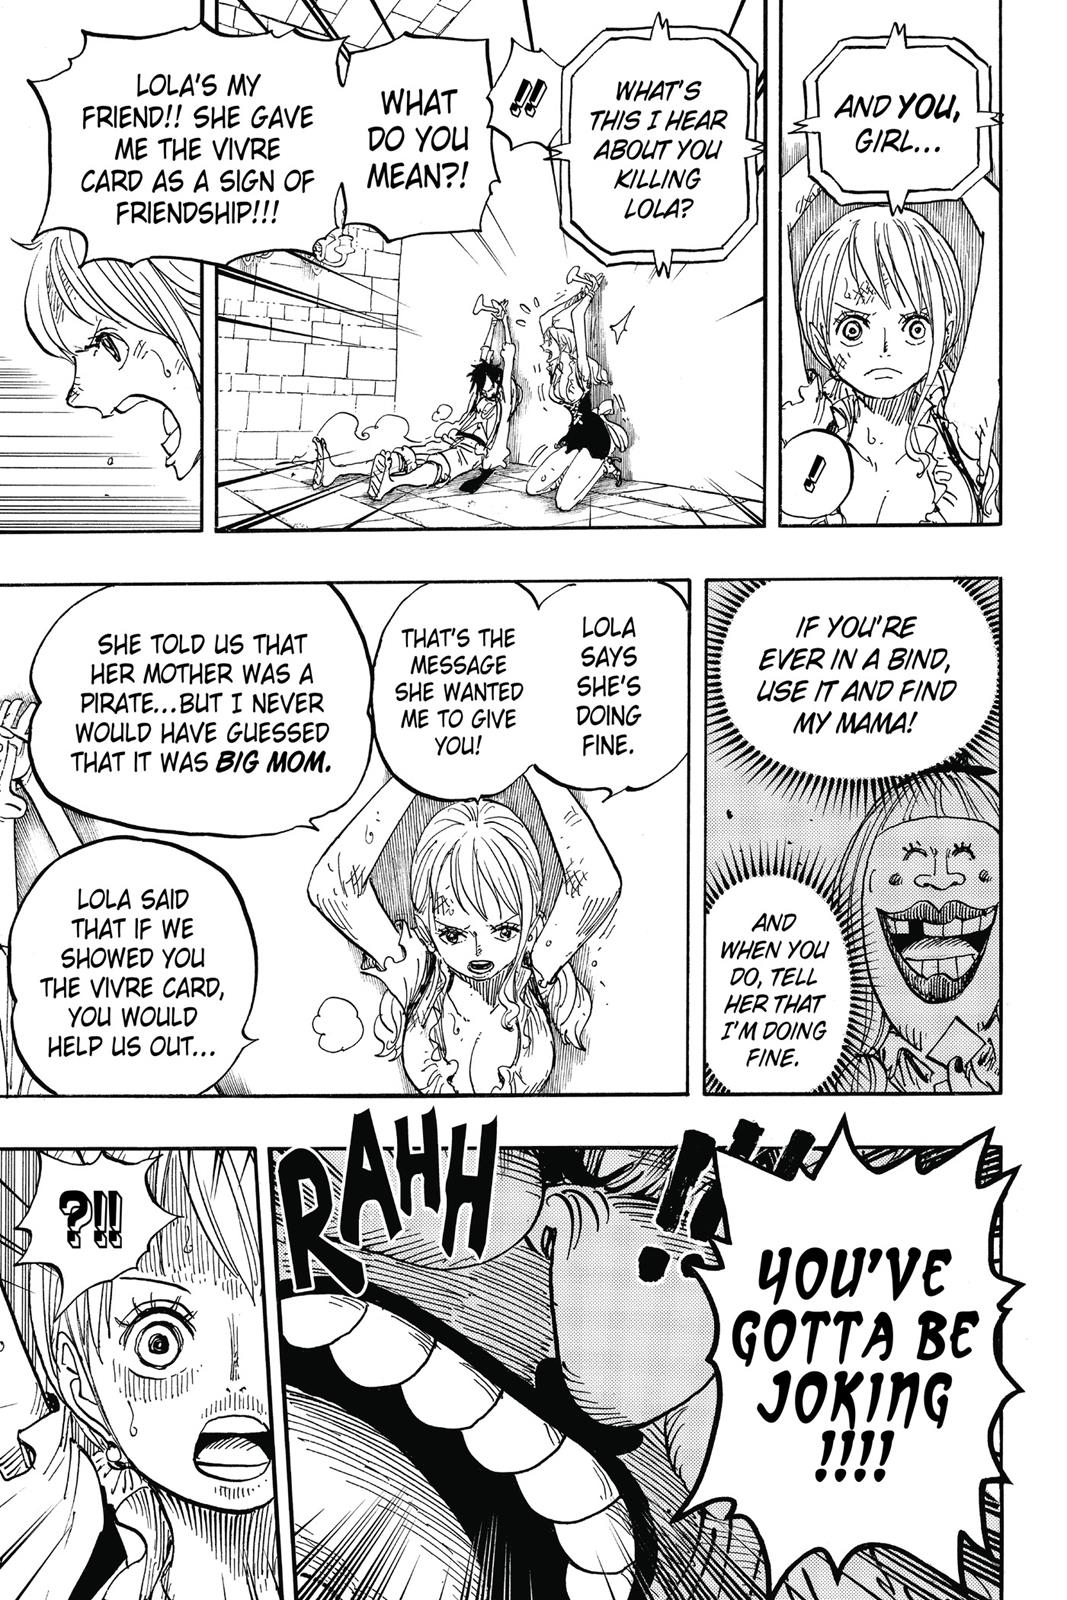 AND YOU,
GIRL...
!!
WHAT'S
THIS I HEAR
ABOUT YOU
KILLING
LOLA?
!!
WHAT
DO YOU
MEAN?!
LOLA'S MY
FRIEND!! SHE GAVE
ME THE VIVRE
CARD AS A SIGN OF
FRIENDSHIP!!!
IF YOU'RE
EVER IN A BIND,
USE IT AND FIND
MY MAMA!
AND
WHEN YOU
DO, TELL
HER THAT
I'M DOING
FINE.
LOLA
SAYS
SHE'S
DOING
FINE.
THAT'S THE
MESSAGE
SHE WANTED
ME TO GIVE
YOU!
SHE TOLD US THAT
HER MOTHER WAS A
PIRATE...BUT I NEVER
WOULD HAVE GUESSED
THAT IT WAS BIG MOM.
LOLA SAID
THAT IF WE
SHOWED YOU
THE VIVRE CARD,
YOU WOULD
HELP US OUT...
YOU'VE
GOTTA BE
JOKING
!!!!
!!
RAHH
?!!